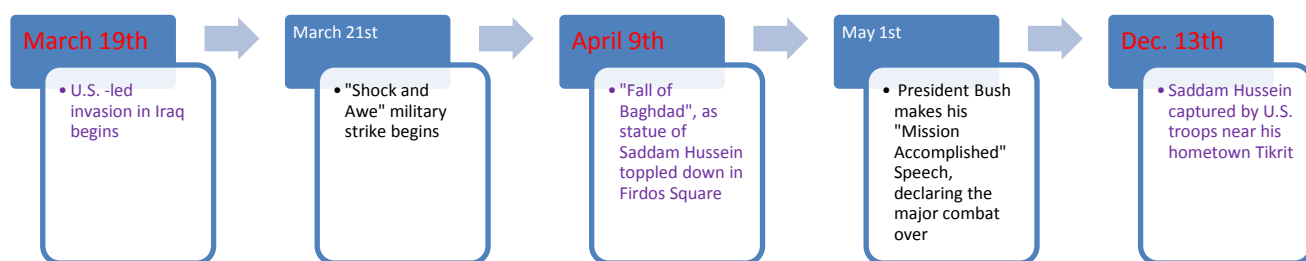 March 19th
• U.S. -led
invasion in Iraq
begins
March 21st
• "Shock and
Awe" military
strike begins
April 9th
• "Fall of
Baghdad", as
statue of
Saddam Hussein
toppled down in
Firdos Square
May 1st
• President Bush
makes his
"Mission
Accomplished"
Speech,
declaring the
major combat
over
Dec. 13th
• Saddam Hussein
captured by U.S.
troops near his
hometown Tikrit